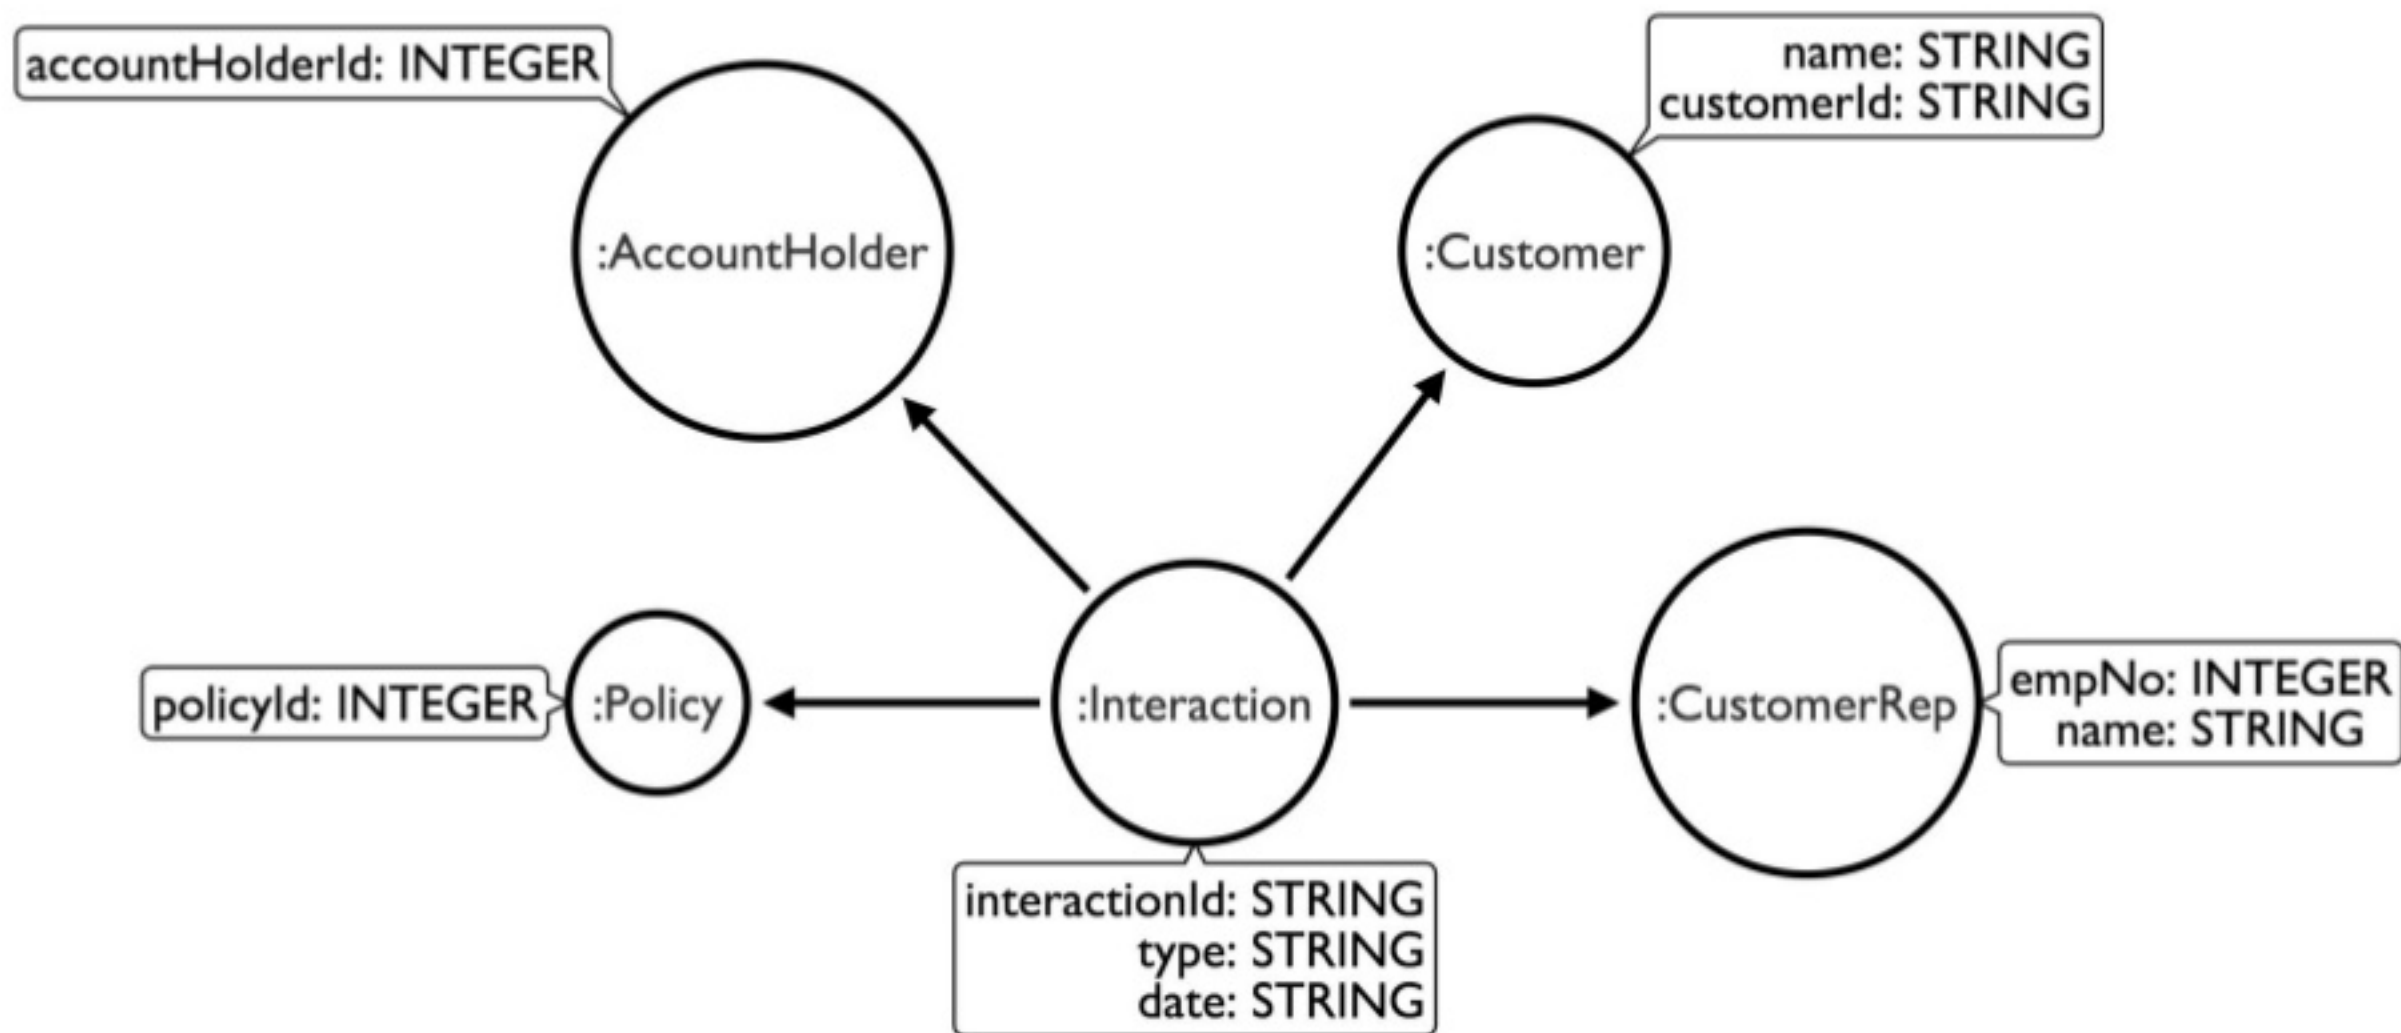 accountHolderId: INTEGER
name: STRING
customerId: STRING
:AccountHolder
:Customer
policyId: INTEGER
:Policy
:Interaction
:CustomerRep
empNo: INTEGER
name: STRING
interactionId: STRING
type: STRING
date: STRING